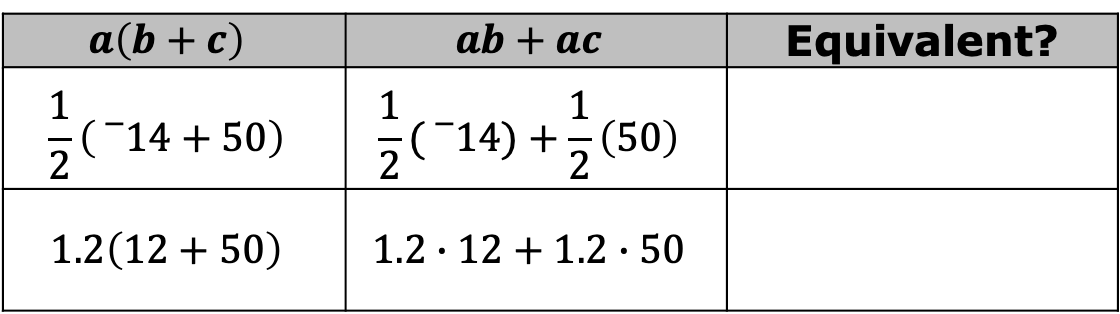 a(b + c) ab + ac Equivalent?
1/2(⁻14 + 50) 1/2(⁻14) + 1/2(50)
1.2(12 + 50) 1.2 · 12 + 1.2 · 50